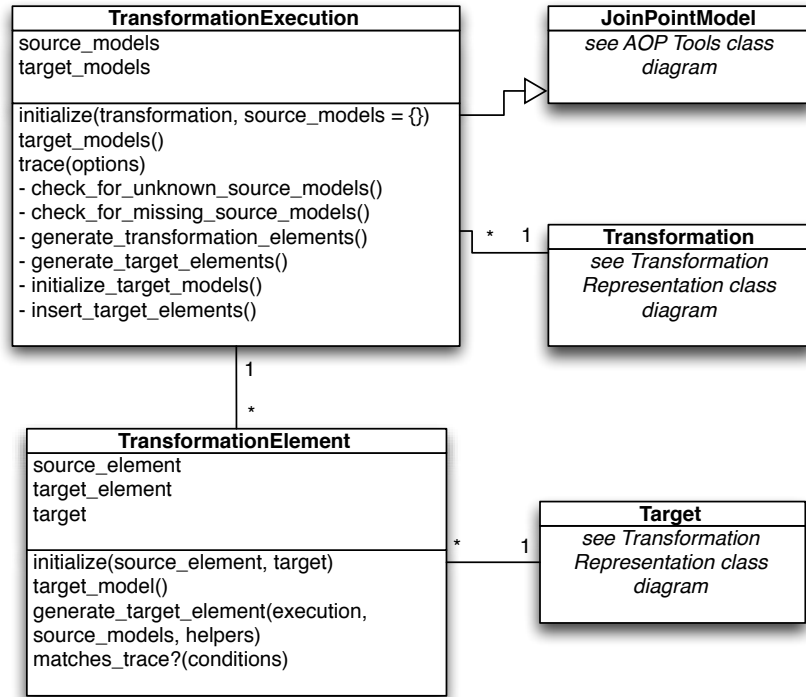 TransformationExecution
source_models
target_models
initialize(transformation, source_models = {})
target_models()
trace(options)
- check_for_unknown_source_models()
- check_for_missing_source_models()
- generate_transformation_elements()
- generate_target_elements()
- initialize_target_models()
- insert_target_elements()
JoinPointModel
see AOP Tools class
diagram
* 1
Transformation
see Transformation
Representation class
diagram
1
*
TransformationElement
source_element
target_element
target
initialize(source_element, target)
target_model()
generate_target_element(execution,
source_models, helpers)
matches_trace?(conditions)
* 1
Target
see Transformation
Representation class
diagram